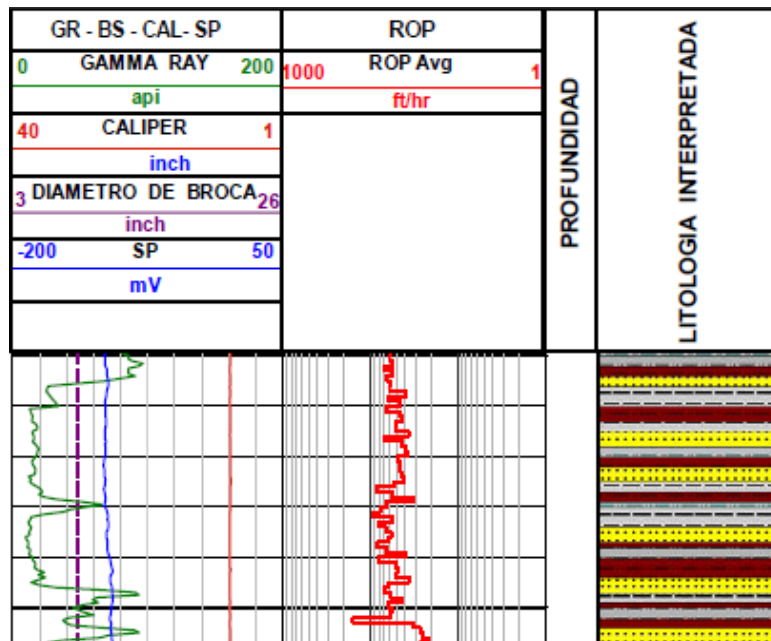 GR - BS - CAL- SP
0 GAMMA RAY 200
api
40 CALIPER 1
inch
3 DIAMETRO DE BROCA 26
inch
-200 SP 50
mV
ROP
1000 ROP Avg 1
ft/hr
PROFUNDIDAD
LITOLOGIA INTERPRETADA